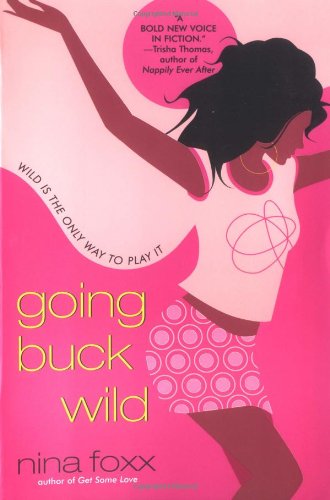 "A
BOLD NEW VOICE
IN FICTION."
—Trisha Thomas,
author of
Nappily Ever After
WILD IS THE ONLY WAY TO PLAY IT
going
buck
wild
nina foxx
author of Get Some Love